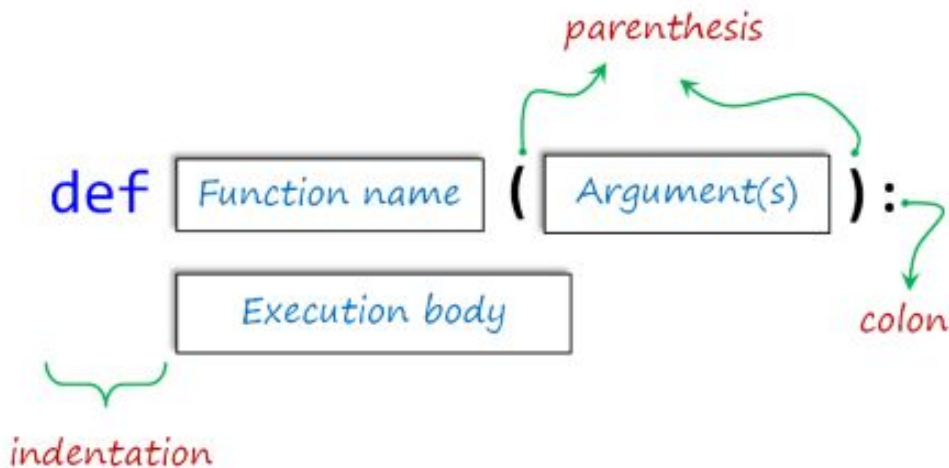 parenthesis
def Function name ( Argument(s) ) :
Execution body
colon
indentation